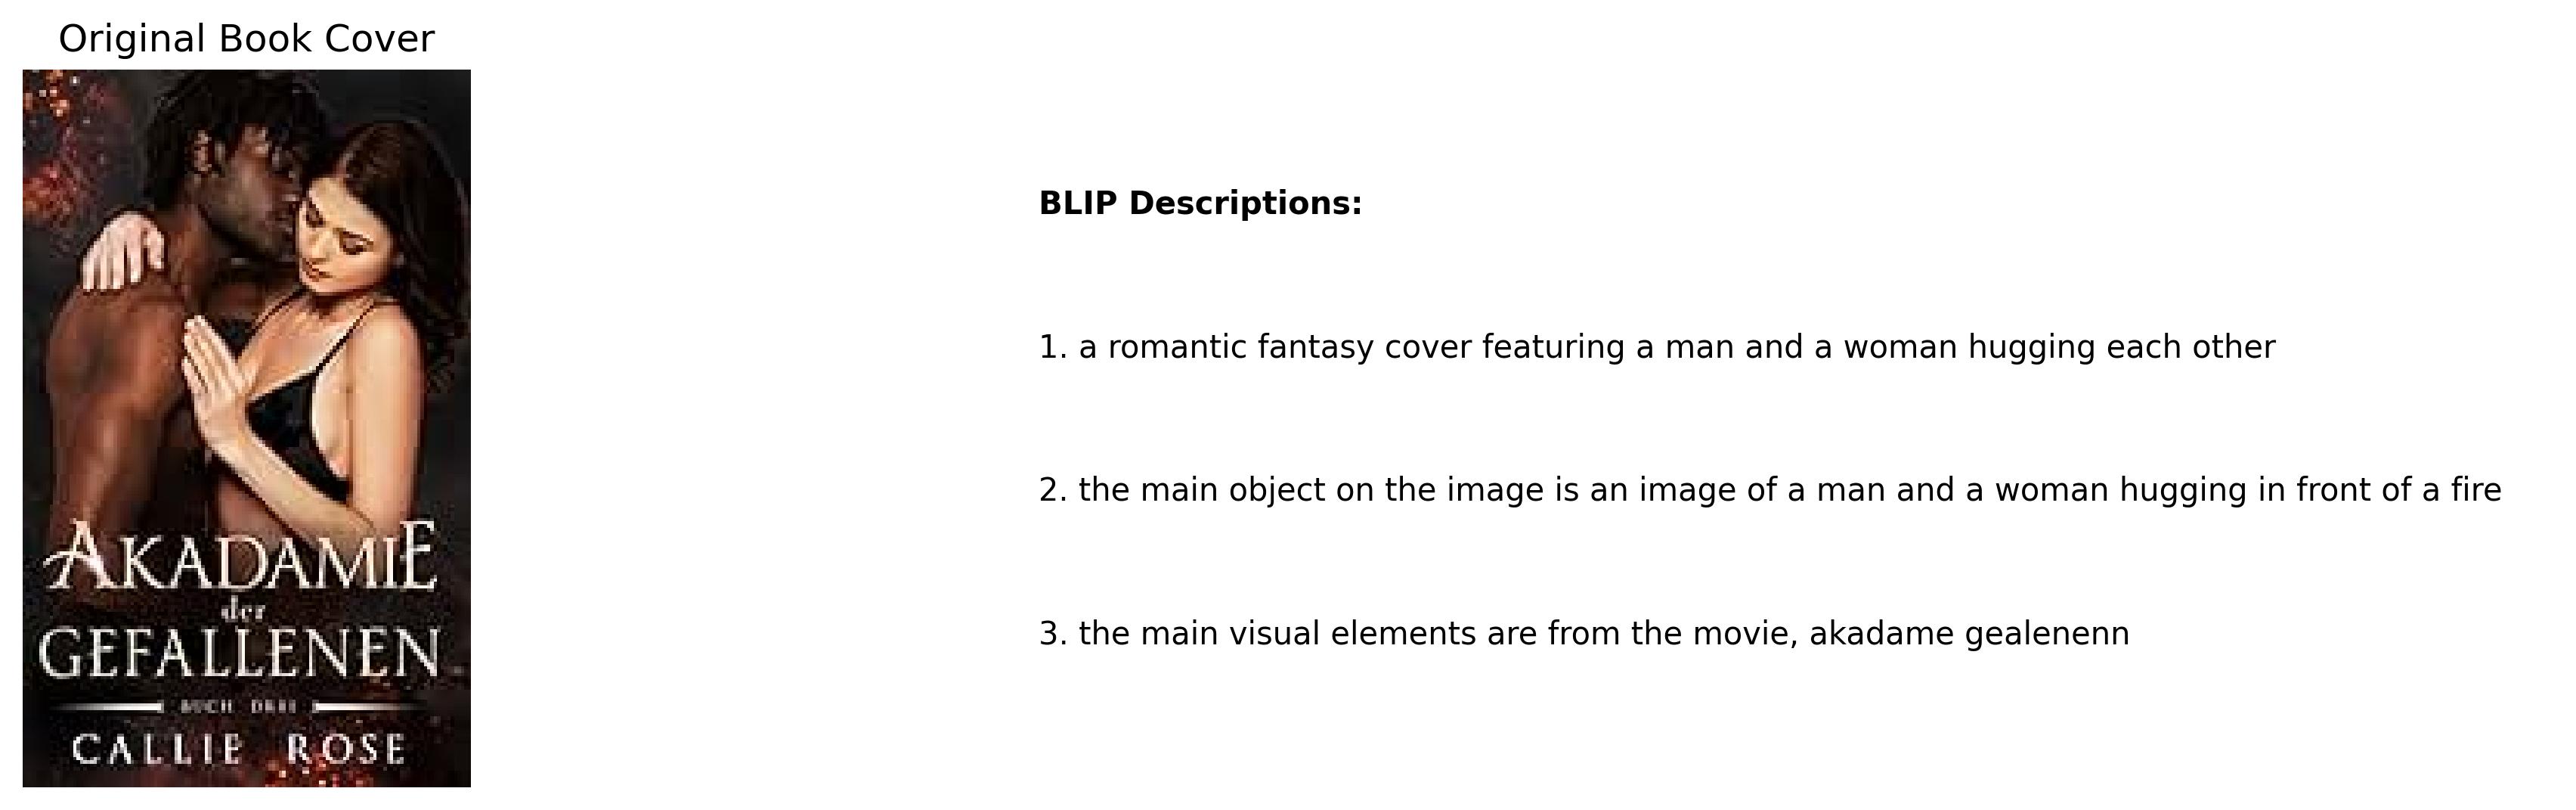 Original Book Cover
AKADAMIE
der
GEFALLENEN
BUCH DREI
CALLIE ROSE
BLIP Descriptions:
1. a romantic fantasy cover featuring a man and a woman hugging each other
2. the main object on the image is an image of a man and a woman hugging in front of a fire
3. the main visual elements are from the movie, akadame gealenenn